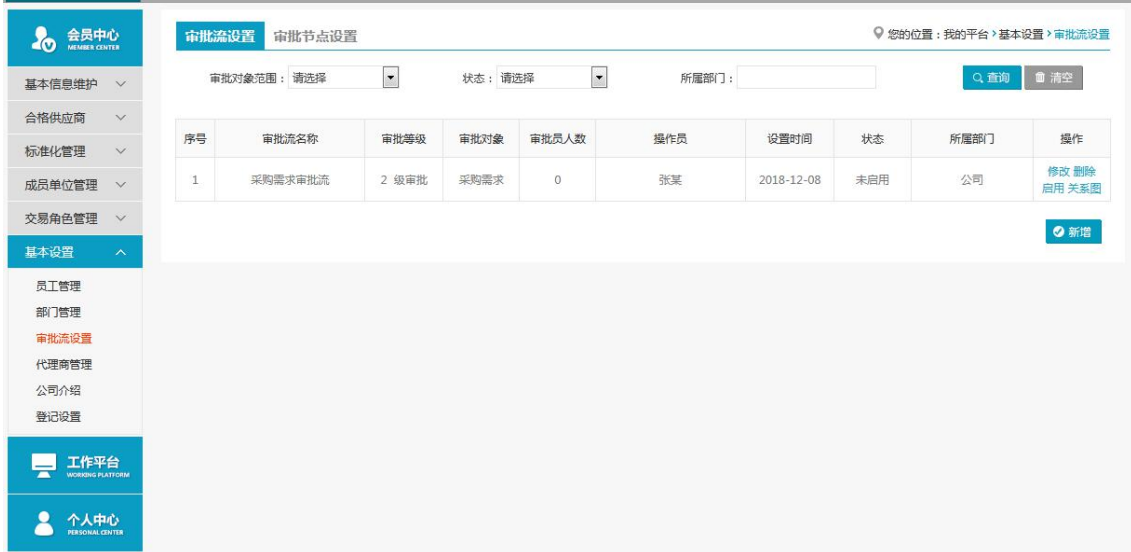 会员中心
MEMBER CENTER
基本信息维护
合格供应商
标准化管理
成员单位管理
交易角色管理
基本设置
员工管理
部门管理
审批流设置
代理商管理
公司介绍
登记设置
工作平台
WORKING PLATFORM
个人中心
PERSONAL CENTER
审批流设置 审批节点设置 您的位置：我的平台>基本设置>审批流设置
审批对象范围：请选择 状态：请选择 所属部门： 查询 清空
序号 审批流名称 审批等级 审批对象 审批员人数 操作员 设置时间 状态 所属部门 操作
1 采购需求审批流 2 级审批 采购需求 0 张某 2018-12-08 未启用 公司 修改 删除
启用 关系图
新增